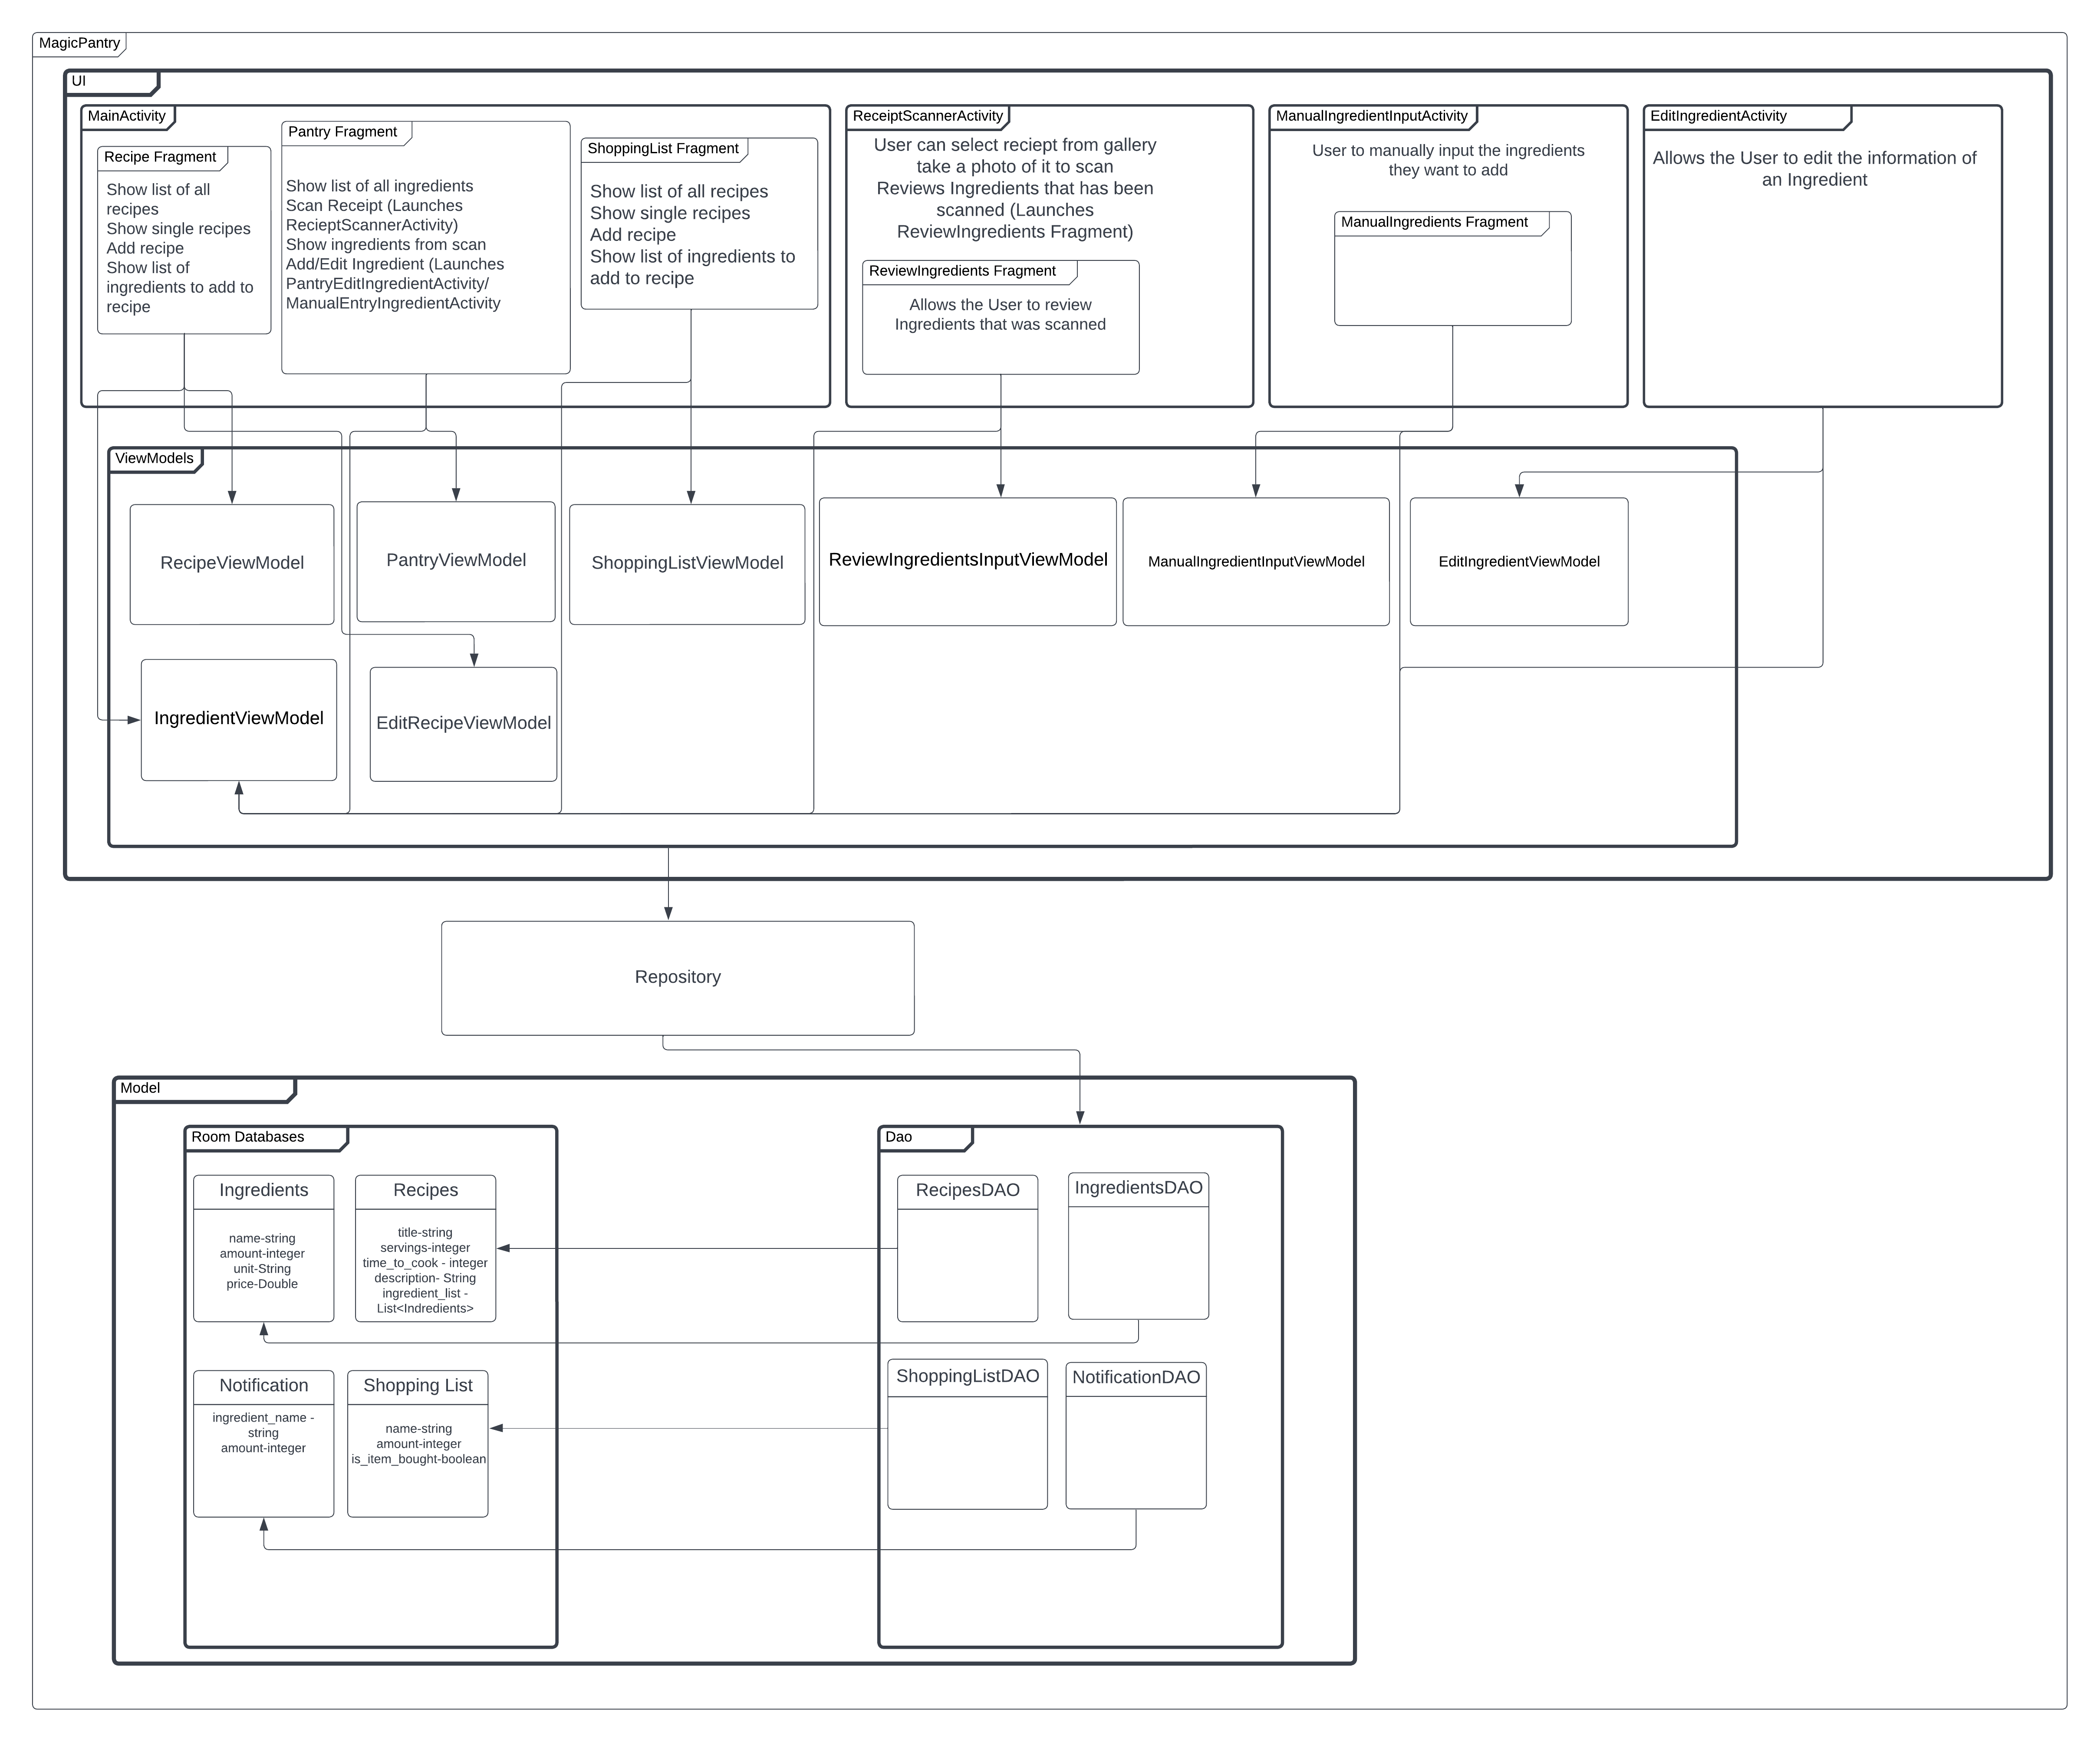 MagicPantry
UI
MainActivity
Recipe Fragment
Show list of all
recipes
Show single recipes
Add recipe
Show list of
ingredients to add to
recipe
Pantry Fragment
Show list of all ingredients
Scan Receipt (Launches
RecieptScannerActivity)
Show ingredients from scan
Add/Edit Ingredient (Launches
PantryEditIngredientActivity/
ManualEntryIngredientActivity
ShoppingList Fragment
Show list of all recipes
Show single recipes
Add recipe
Show list of ingredients to
add to recipe
ReceiptScannerActivity
User can select reciept from gallery
take a photo of it to scan
Reviews Ingredients that has been
scanned (Launches
ReviewIngredients Fragment)
ReviewIngredients Fragment
Allows the User to review
Ingredients that was scanned
ManualIngredientInputActivity
User to manually input the ingredients
they want to add
ManualIngredients Fragment
EditIngredientActivity
Allows the User to edit the information of
an Ingredient
ViewModels
RecipeViewModel
PantryViewModel
ShoppingListViewModel
ReviewIngredientsInputViewModel
ManualIngredientInputViewModel
EditIngredientViewModel
IngredientViewModel
EditRecipeViewModel
Repository
Model
Room Databases
Ingredients
name-string
amount-integer
unit-String
price-Double
Recipes
title-string
servings-integer
time_to_cook - integer
description- String
ingredient_list -
List<Indredients>
Notification
ingredient_name -
string
amount-integer
Shopping List
name-string
amount-integer
is_item_bought-boolean
Dao
RecipesDAO
IngredientsDAO
ShoppingListDAO
NotificationDAO